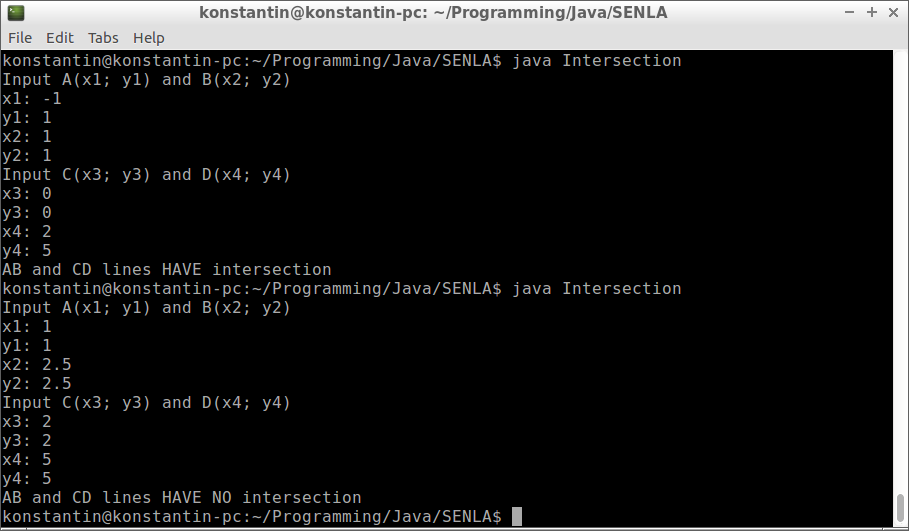 konstantin@konstantin-pc: ~/Programming/Java/SENLA
File Edit Tabs Help
konstantin@konstantin-pc:~/Programming/Java/SENLA$ java Intersection
Input A(x1; y1) and B(x2; y2)
x1: -1
y1: 1
x2: 1
y2: 1
Input C(x3; y3) and D(x4; y4)
x3: 0
y3: 0
x4: 2
y4: 5
AB and CD lines HAVE intersection
konstantin@konstantin-pc:~/Programming/Java/SENLA$ java Intersection
Input A(x1; y1) and B(x2; y2)
x1: 1
y1: 1
x2: 2.5
y2: 2.5
Input C(x3; y3) and D(x4; y4)
x3: 2
y3: 2
x4: 5
y4: 5
AB and CD lines HAVE NO intersection
konstantin@konstantin-pc:~/Programming/Java/SENLA$